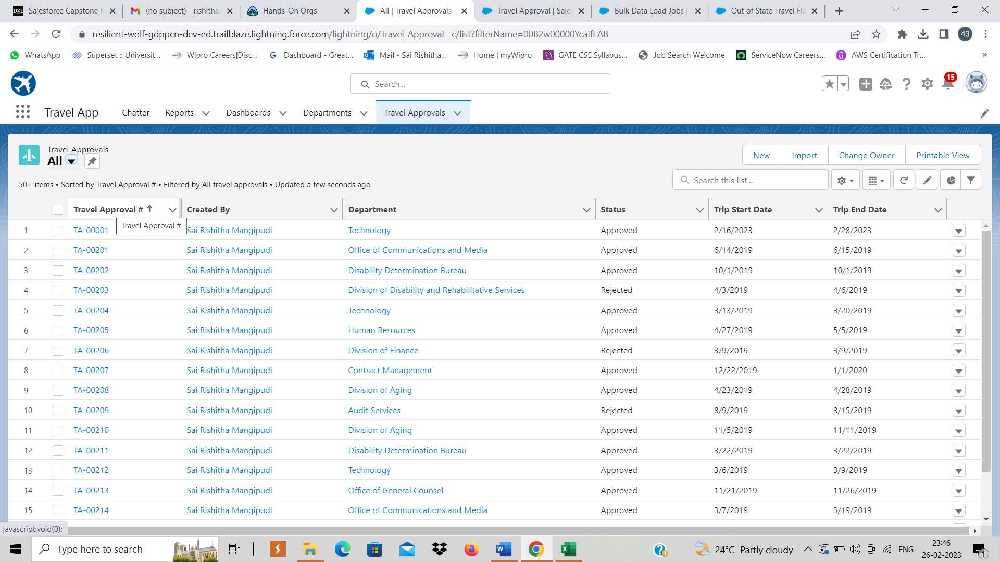 Salesforce Capstone P
(no subject) - rishitha.
Hands-On Orgs
All | Travel Approvals |
Travel Approval | Sales
Bulk Data Load Jobs |
Out of State Travel Fla
resilient-wolf-gdppcn-dev-ed.trailblaze.lightning.force.com/lightning/o/Travel_Approval__c/list?filterName=00B2w00000YcaifEAB
43
WhatsApp
Superset :: Universit...
Wipro Careers|Disc...
Dashboard - Great...
Mail - Sai Rishitha...
Home | myWipro
GATE CSE Syllabus...
Job Search Welcome
ServiceNow Careers...
AWS Certification Tr...
»
Search...
15
Travel App
Chatter
Reports
Dashboards
Departments
Travel Approvals
Travel Approvals
All
New
Import
Change Owner
Printable View
50+ items • Sorted by Travel Approval # • Filtered by All travel approvals • Updated a few seconds ago
Search this list...
Travel Approval # Created By Department Status Trip Start Date Trip End Date
Travel Approval #
1 TA-00001 Sai Rishitha Mangipudi Technology Approved 2/16/2023 2/28/2023
2 TA-00201 Sai Rishitha Mangipudi Office of Communications and Media Approved 6/14/2019 6/15/2019
3 TA-00202 Sai Rishitha Mangipudi Disability Determination Bureau Approved 10/1/2019 10/1/2019
4 TA-00203 Sai Rishitha Mangipudi Division of Disability and Rehabilitative Services Rejected 4/3/2019 4/6/2019
5 TA-00204 Sai Rishitha Mangipudi Technology Approved 3/13/2019 3/20/2019
6 TA-00205 Sai Rishitha Mangipudi Human Resources Approved 4/27/2019 5/5/2019
7 TA-00206 Sai Rishitha Mangipudi Division of Finance Rejected 3/9/2019 3/9/2019
8 TA-00207 Sai Rishitha Mangipudi Contract Management Approved 12/22/2019 1/1/2020
9 TA-00208 Sai Rishitha Mangipudi Division of Aging Approved 4/23/2019 4/28/2019
10 TA-00209 Sai Rishitha Mangipudi Audit Services Rejected 8/9/2019 8/15/2019
11 TA-00210 Sai Rishitha Mangipudi Division of Aging Approved 11/5/2019 11/11/2019
12 TA-00211 Sai Rishitha Mangipudi Disability Determination Bureau Approved 3/22/2019 3/22/2019
13 TA-00212 Sai Rishitha Mangipudi Technology Approved 3/6/2019 3/9/2019
14 TA-00213 Sai Rishitha Mangipudi Office of General Counsel Approved 11/21/2019 11/26/2019
15 TA-00214 Sai Rishitha Mangipudi Office of Communications and Media Approved 3/7/2019 3/19/2019
javascript:void(0);
Type here to search
24°C Partly cloudy
ENG
23:46
26-02-2023
1